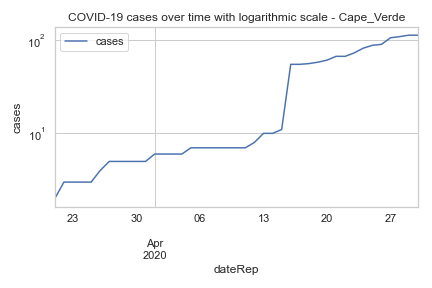 COVID-19 cases over time with logarithmic scale - Cape_Verde
cases
10²
10¹
cases
23
30
06
13
20
27
Apr
2020
dateRep